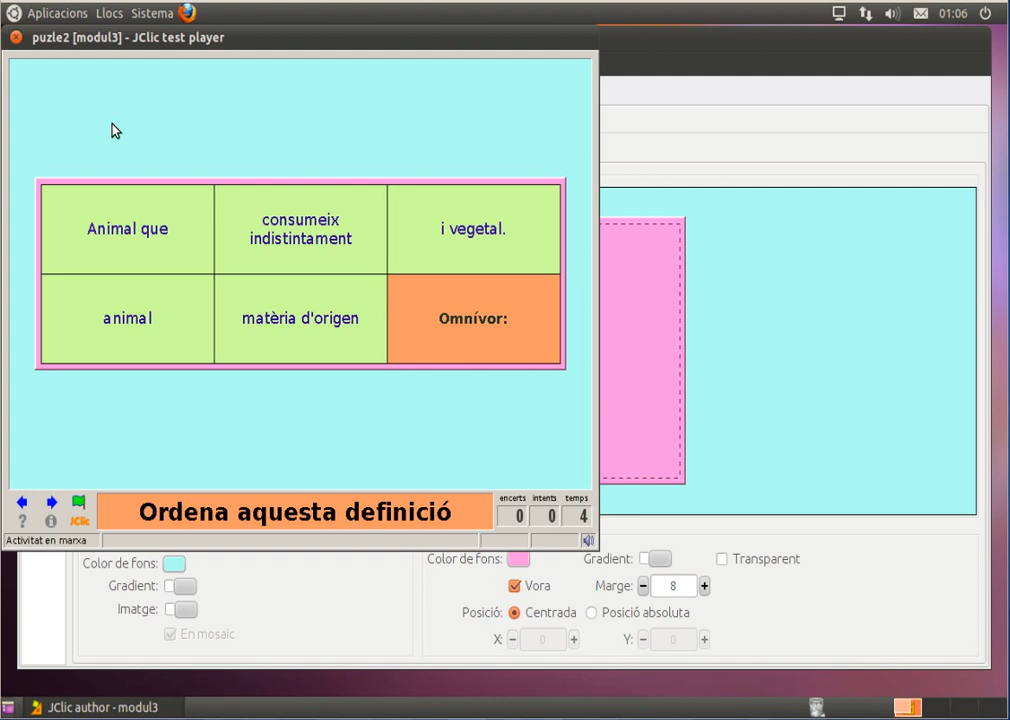 Aplicacions Llocs Sistema 01:06
puzle2 [modul3] - JClic test player
Animal que
consumeix
indistintament
i vegetal.
animal
matèria d'origen
Omnívor:
Ordena aquesta definició
encerts intents temps
0 0 4
? i JClic
Activitat en marxa
Color de fons:
Gradient:
Imatge:
En mosaic
Color de fons: Gradient: Transparent
Vora Marge: - 8 +
Posició: Centrada Posició absoluta
X: - 0 + Y: - 0 +
JClic author - modul3